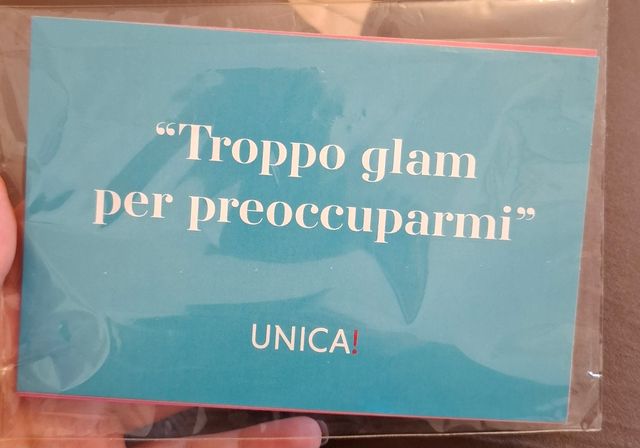 “Troppo glam
per preoccuparmi”
UNICA!